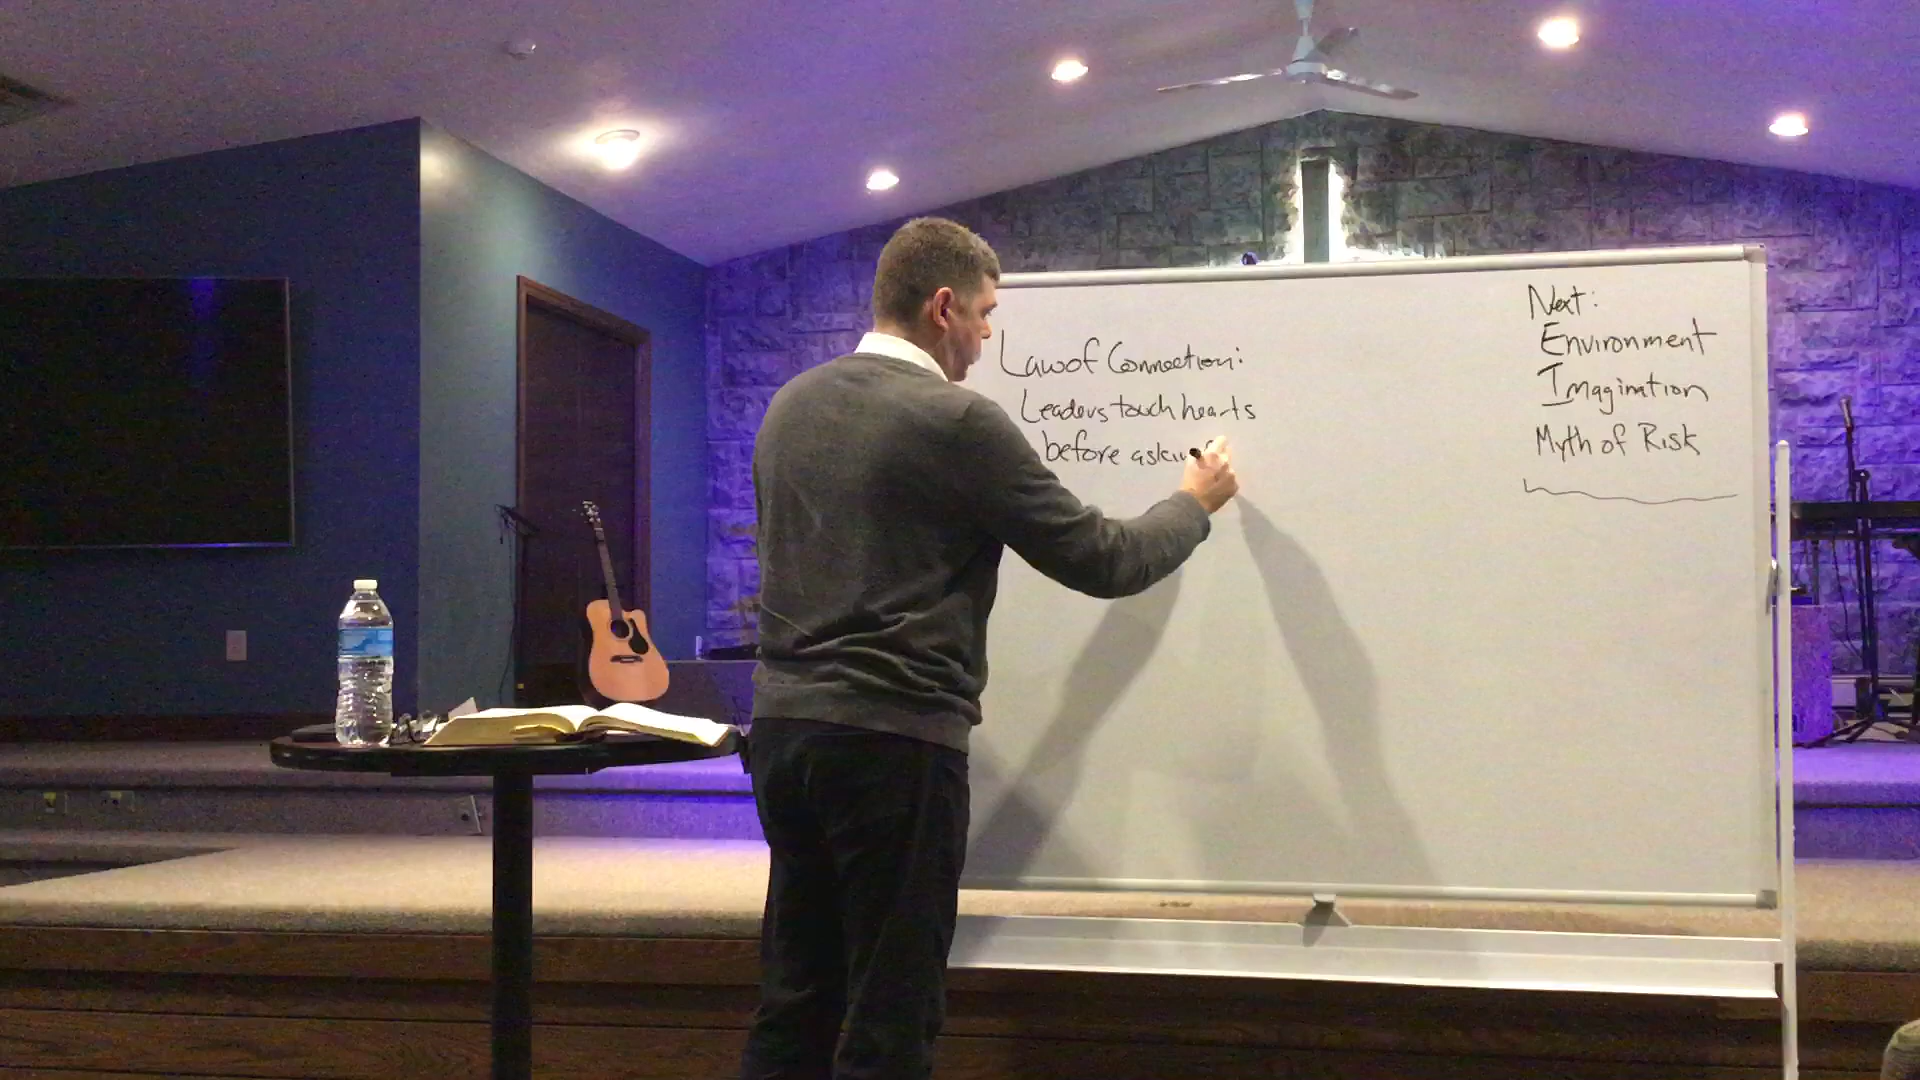 Law of Connection:
Leaders touch hearts
before
Next:
Environment
Imagination
Myth of Risk